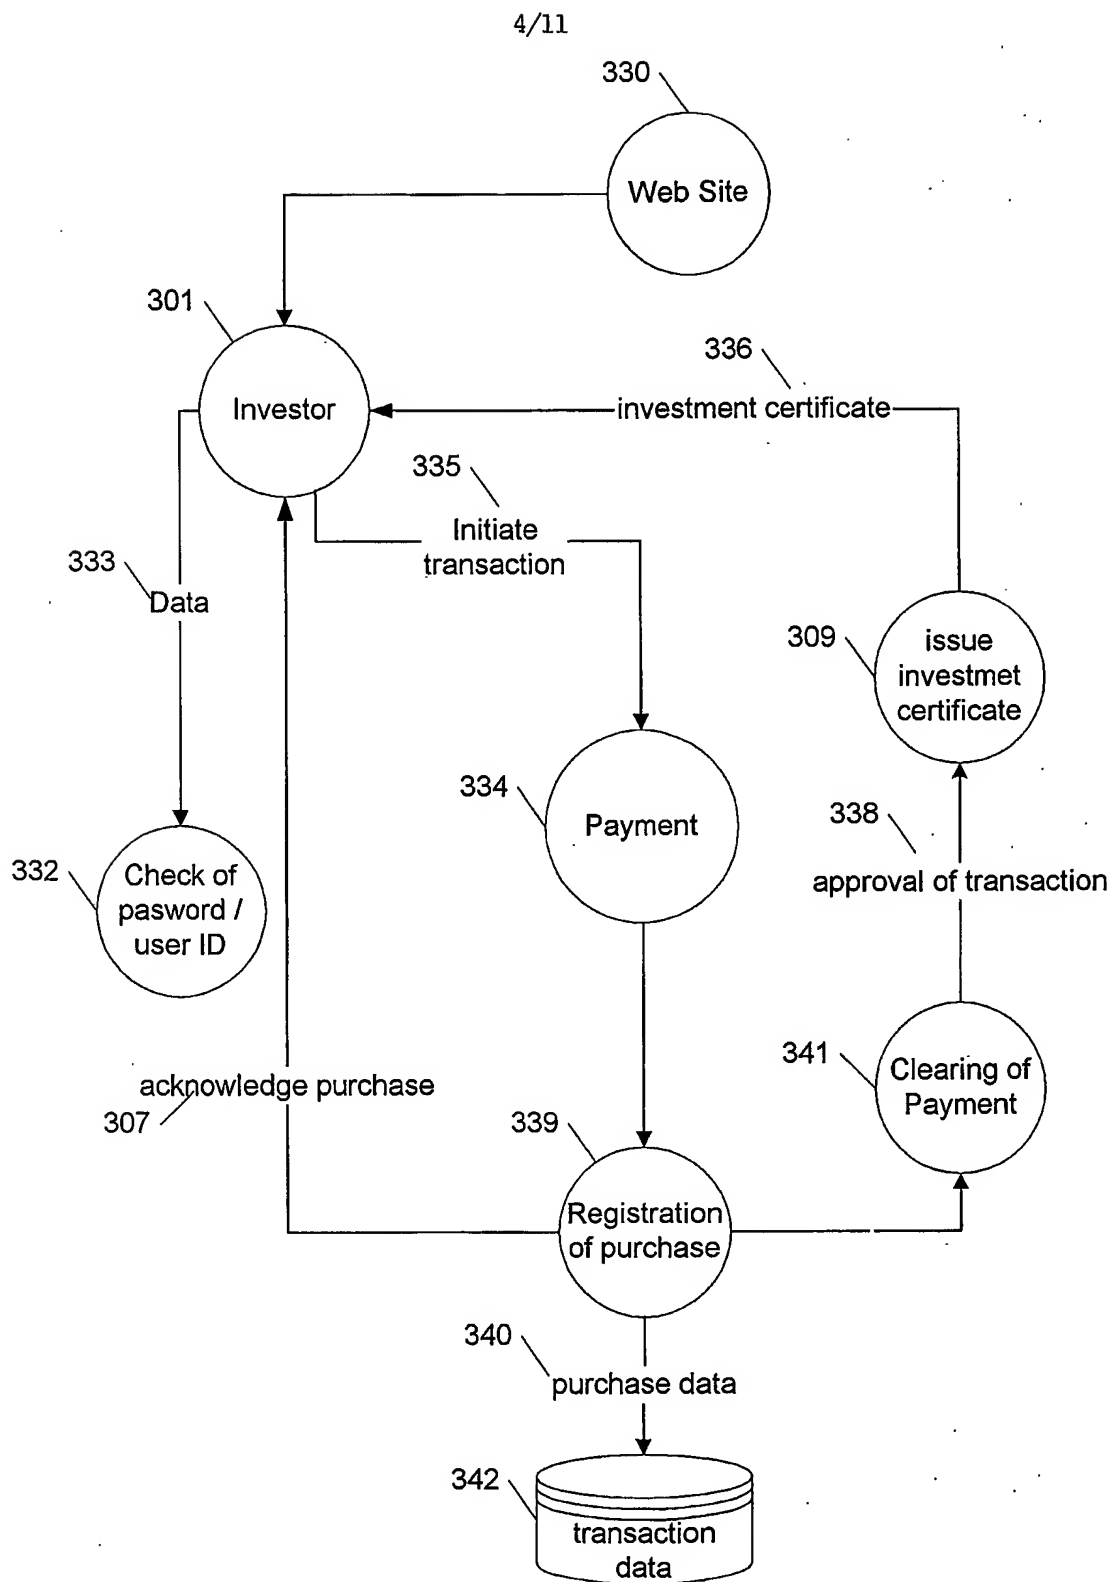 4/11
330
Web Site
301
336
Investor
investment certificate
335
Initiate
transaction
333
Data
309
issue
investmet
certificate
334
Payment
338
approval of transaction
332
Check of
pasword /
user ID
341
Clearing of
Payment
acknowledge purchase
307
339
Registration
of purchase
340
purchase data
342
transaction
data